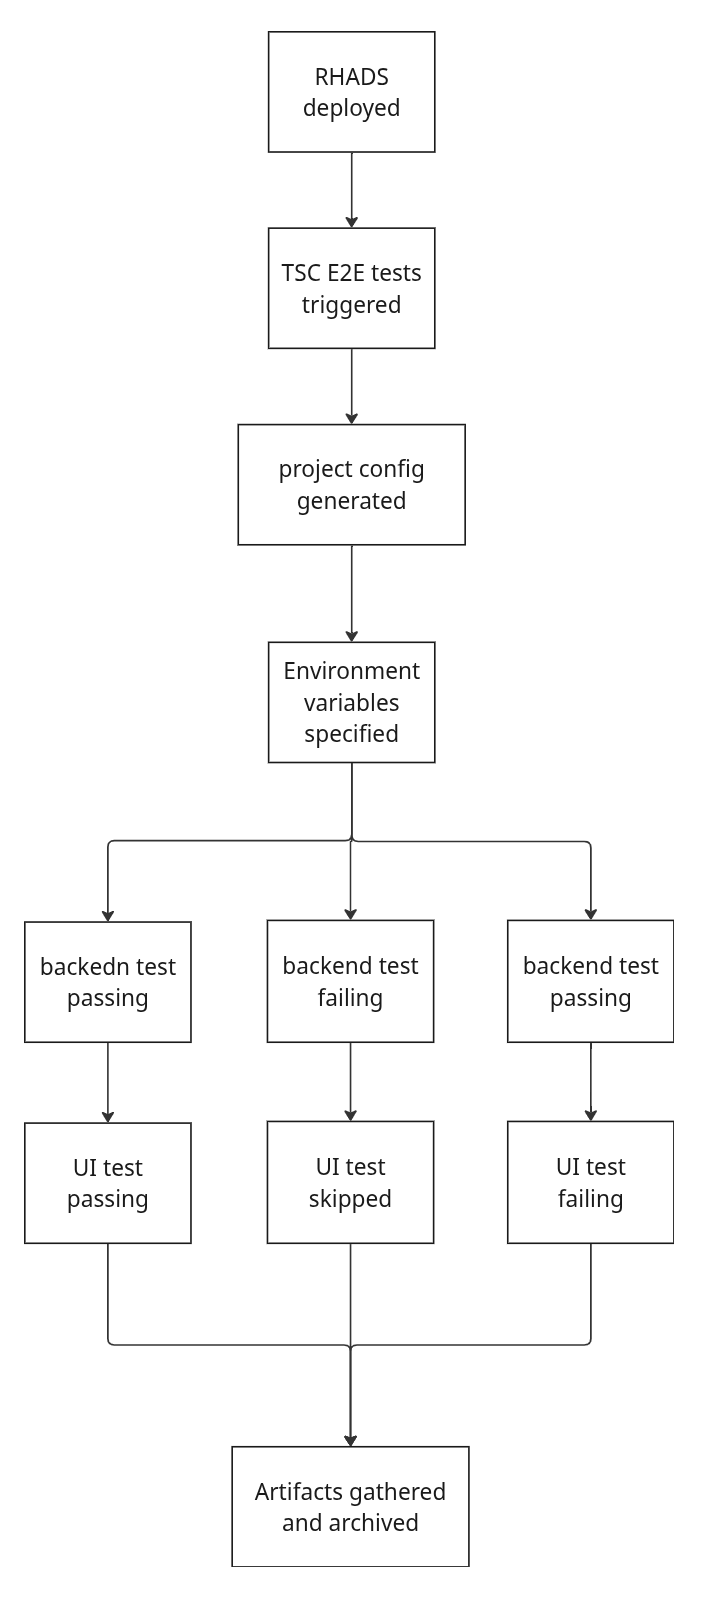 RHADS
deployed
TSC E2E tests
triggered
project config
generated
Environment
variables
specified
backedn test
passing
backend test
failing
backend test
passing
UI test
passing
UI test
skipped
UI test
failing
Artifacts gathered
and archived